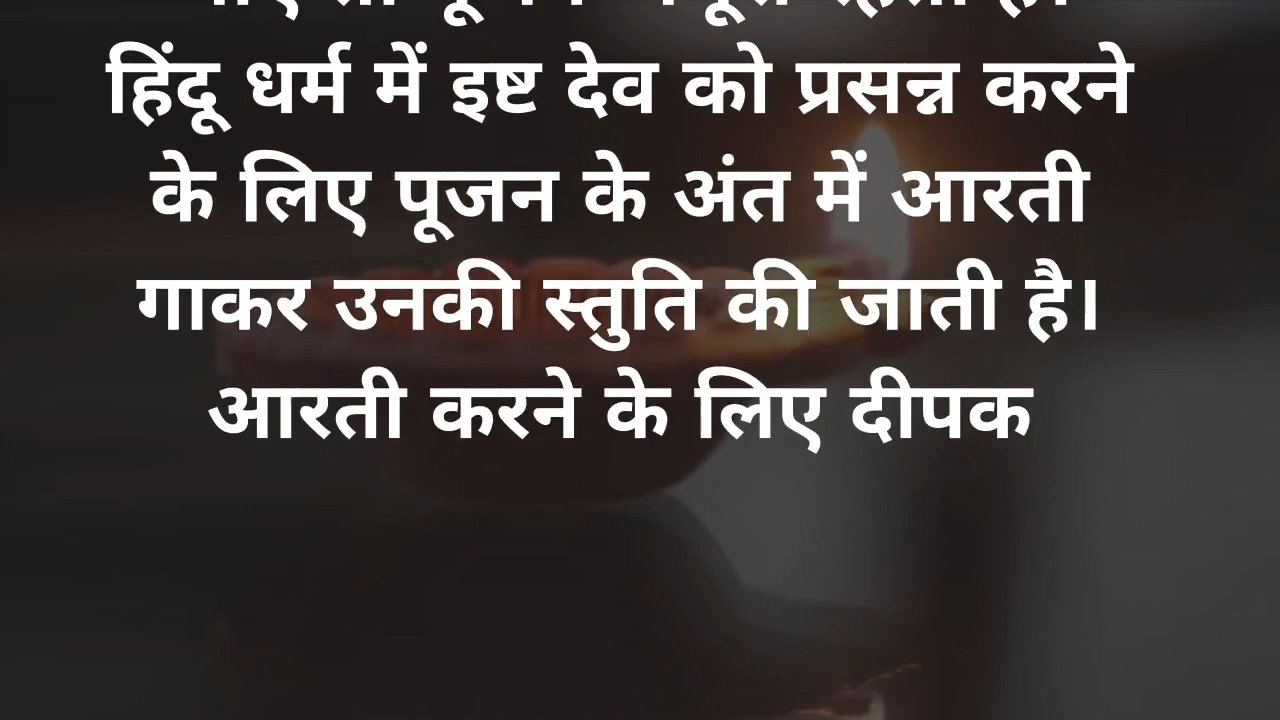 हिंदू धर्म में इष्ट देव को प्रसन्न करने
के लिए पूजन के अंत में आरती
गाकर उनकी स्तुति की जाती है।
आरती करने के लिए दीपक